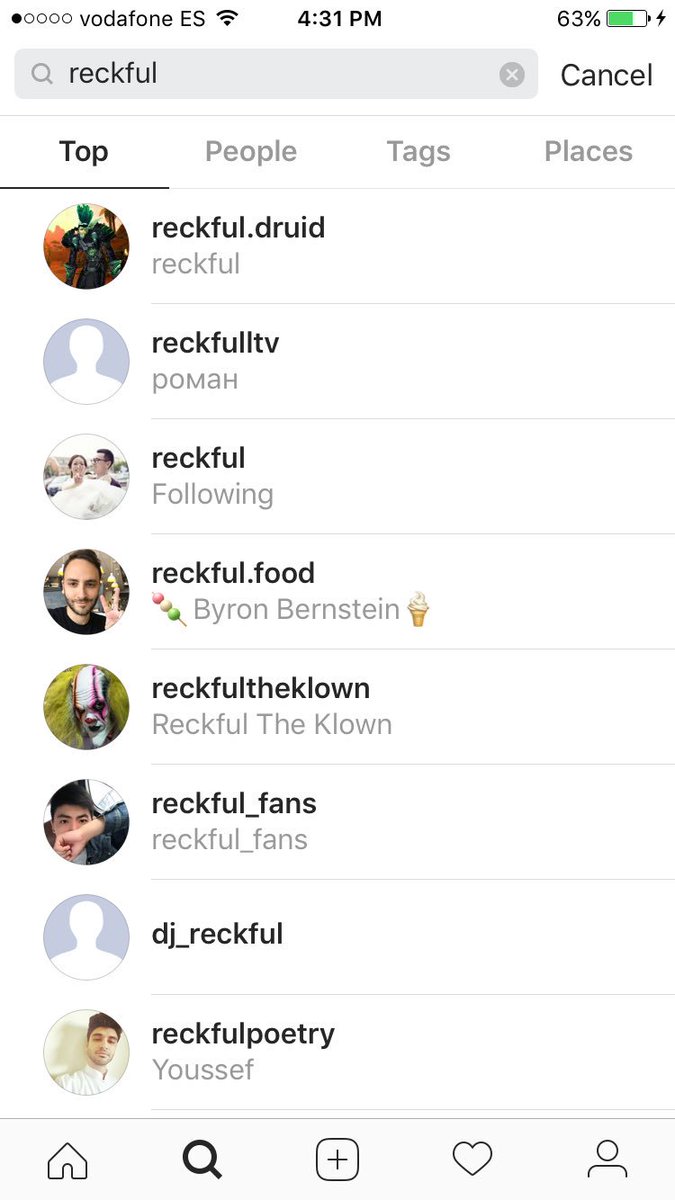 vodafone ES 4:31 PM 63%
reckful Cancel
Top People Tags Places
reckful.druid
reckful
reckfulltv
роман
reckful
Following
reckful.food
🍡 Byron Bernstein🍦
reckfultheklown
Reckful The Klown
reckful_fans
reckful_fans
dj_reckful
reckfulpoetry
Youssef